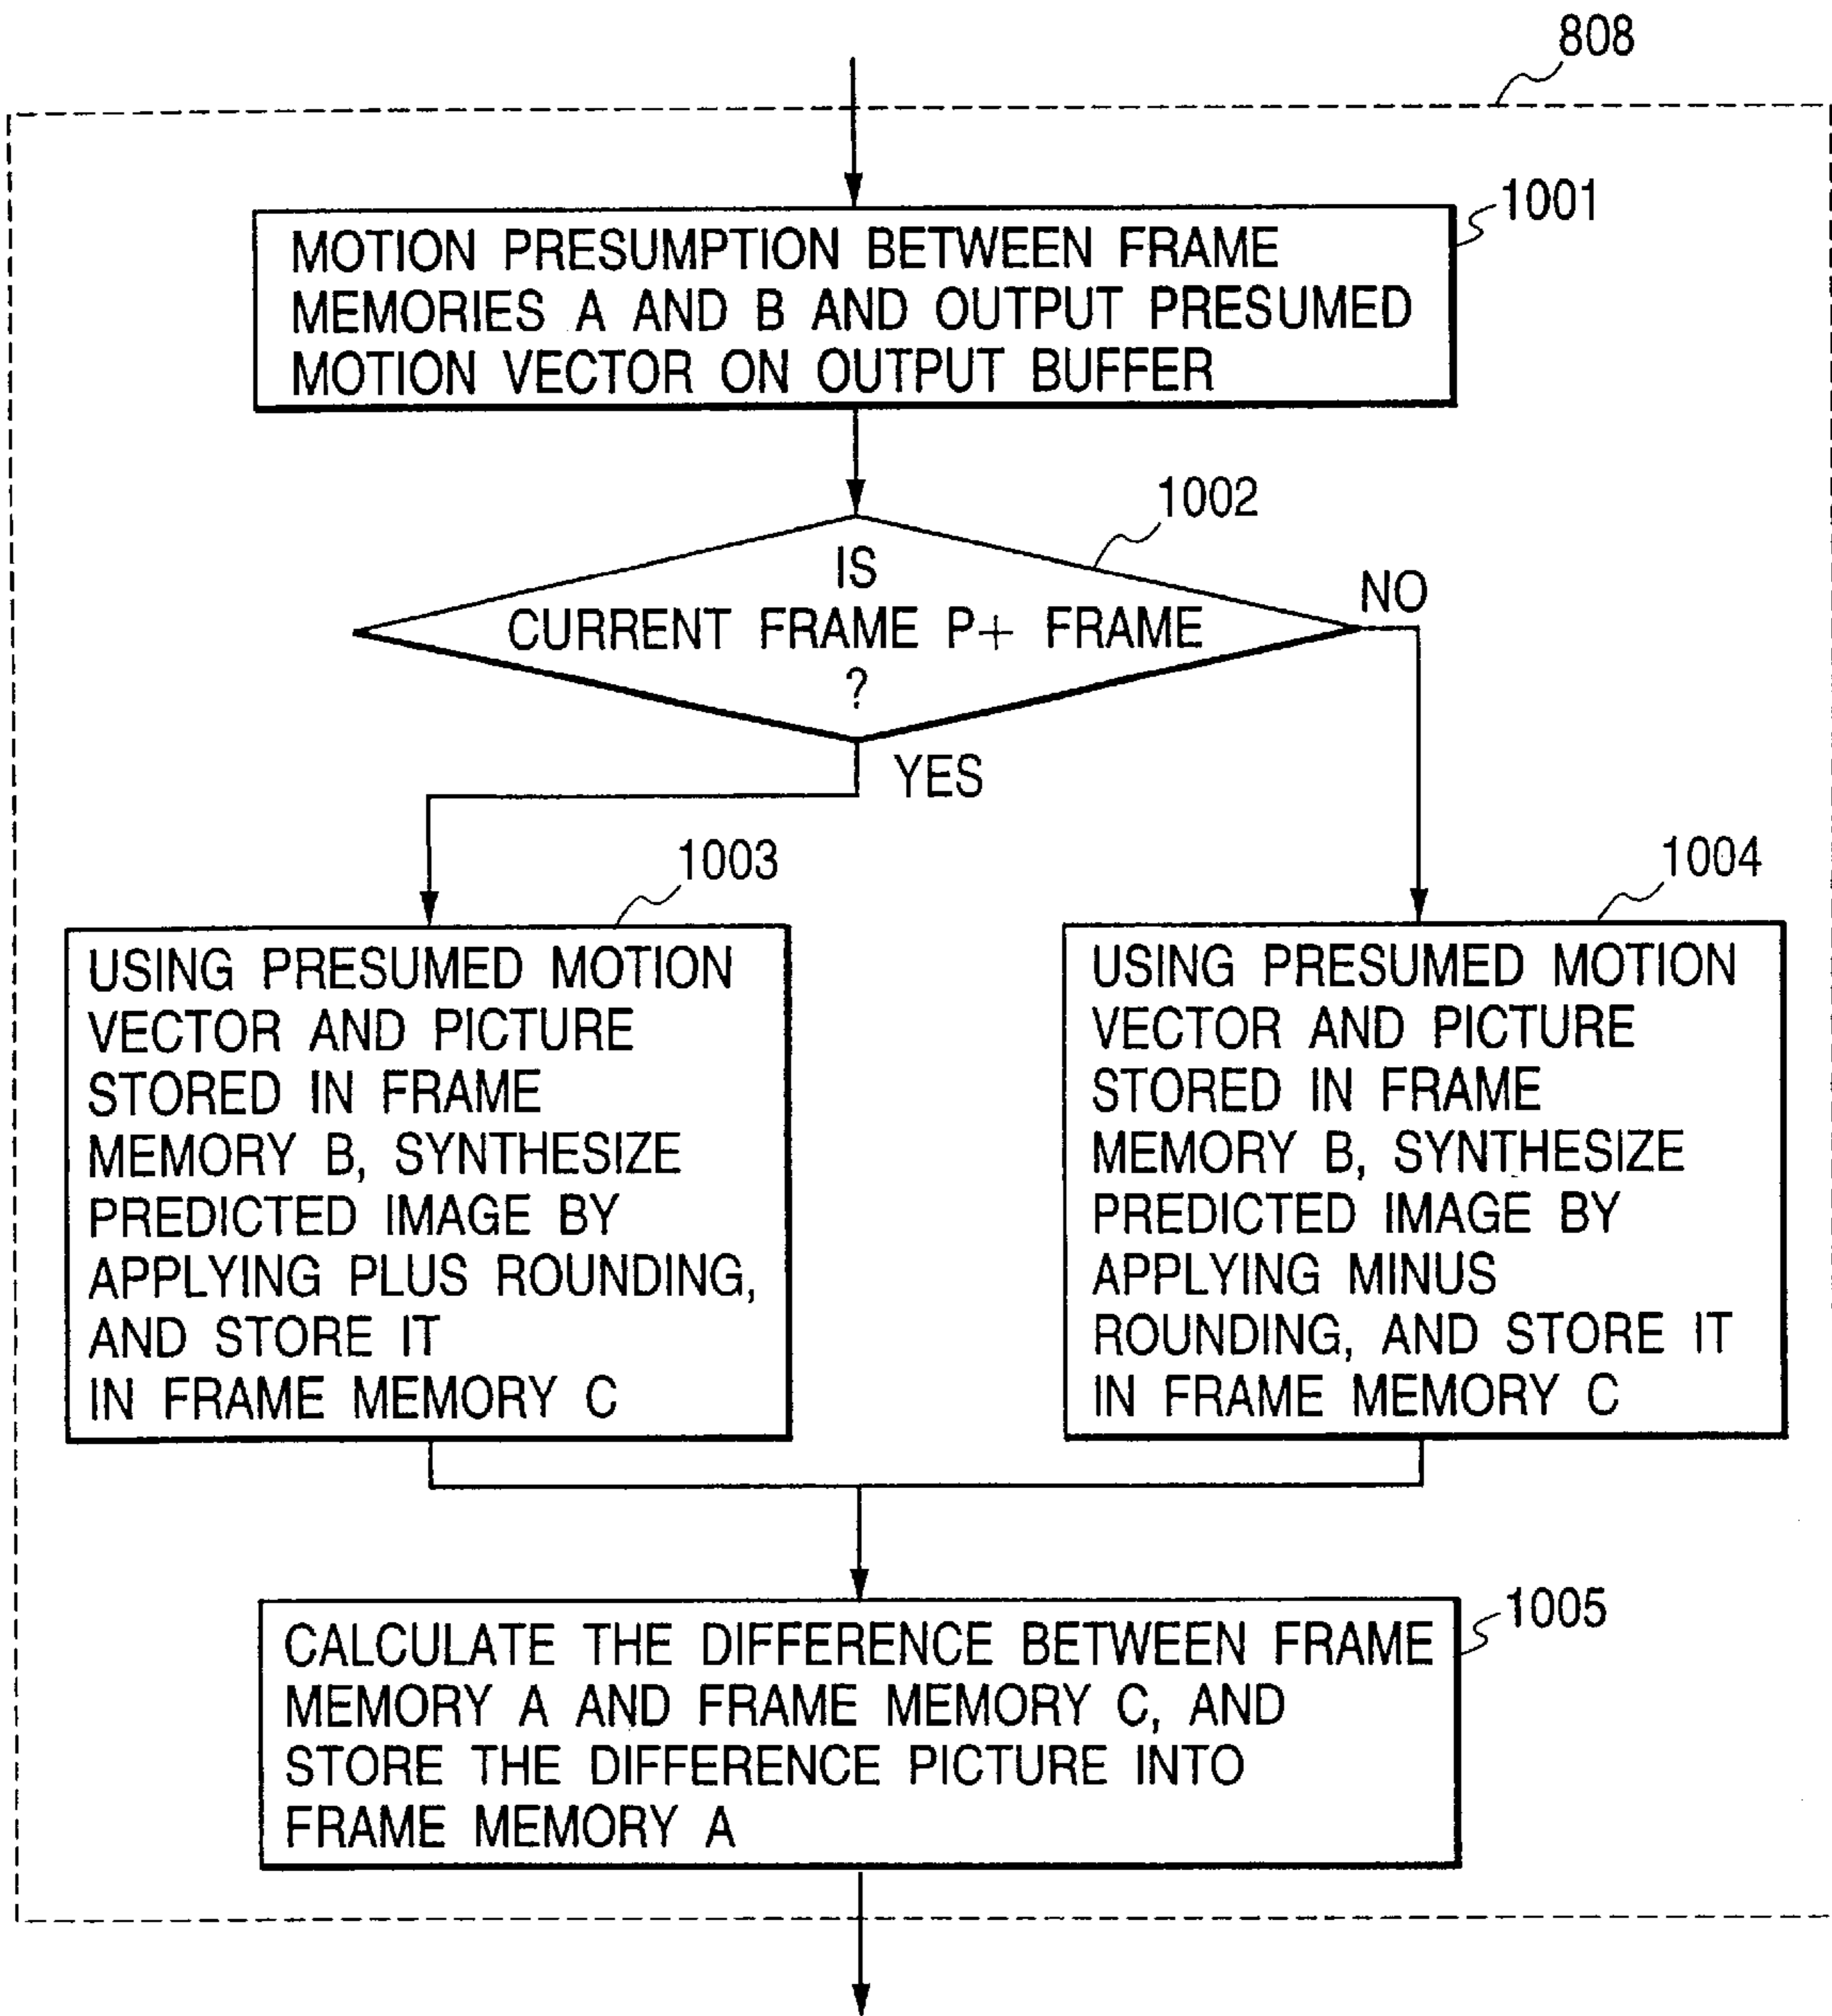 808
1001
MOTION PRESUMPTION BETWEEN FRAME
MEMORIES A AND B AND OUTPUT PRESUMED
MOTION VECTOR ON OUTPUT BUFFER
1002
IS
CURRENT FRAME P+ FRAME
?
NO
YES
1003
USING PRESUMED MOTION
VECTOR AND PICTURE
STORED IN FRAME
MEMORY B, SYNTHESIZE
PREDICTED IMAGE BY
APPLYING PLUS ROUNDING,
AND STORE IT
IN FRAME MEMORY C
1004
USING PRESUMED MOTION
VECTOR AND PICTURE
STORED IN FRAME
MEMORY B, SYNTHESIZE
PREDICTED IMAGE BY
APPLYING MINUS
ROUNDING, AND STORE IT
IN FRAME MEMORY C
1005
CALCULATE THE DIFFERENCE BETWEEN FRAME
MEMORY A AND FRAME MEMORY C, AND
STORE THE DIFFERENCE PICTURE INTO
FRAME MEMORY A